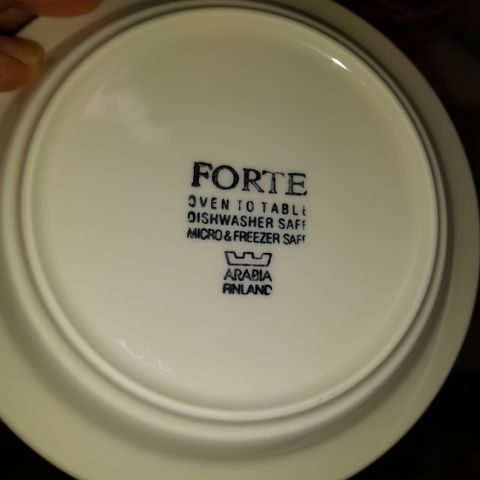 FORTE
OVEN TO TABLE
DISHWASHER SAFE
MICRO & FREEZER SAFE
ARABIA
FINLAND